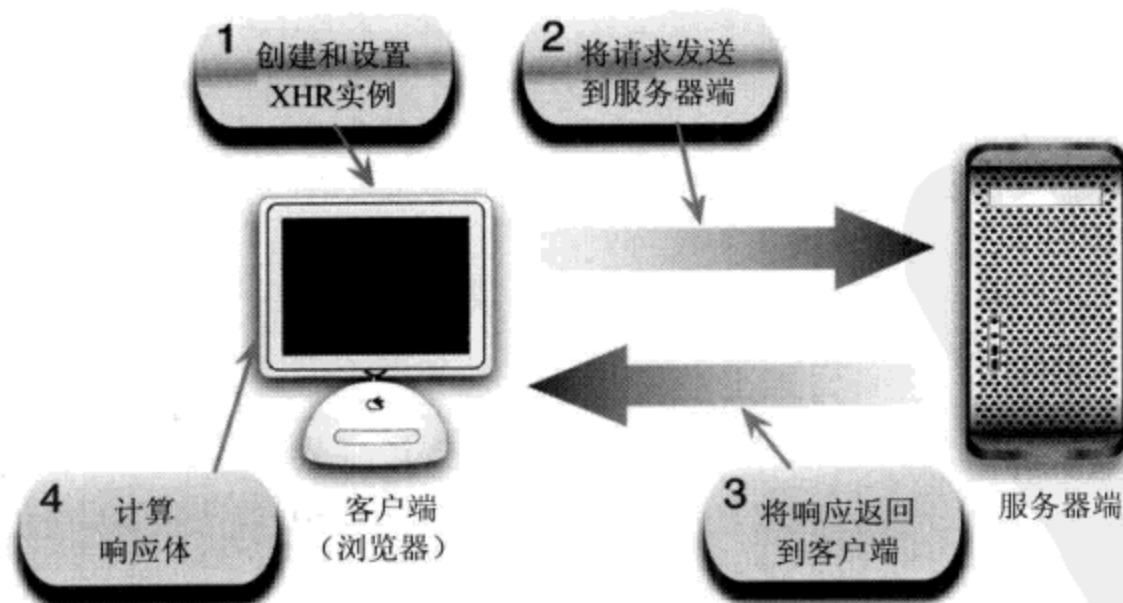 1 创建和设置
XHR实例
2 将请求发送
到服务器端
3 将响应返回
到客户端
服务器端
4 计算
响应体
客户端
（浏览器）